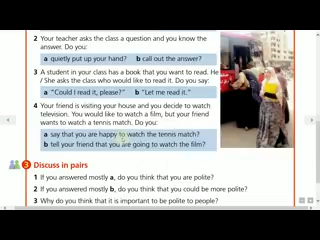 2 Your teacher asks the class a question and you know the
answer. Do you:
a quietly put up your hand? b call out the answer?
3 A student in your class has a book that you want to read. He
/ She asks the class who would like to read it. Do you say:
a "Could I read it, please?" b "Let me read it."
4 Your friend is visiting your house and you decide to watch
television. You would like to watch a film, but your friend
wants to watch a tennis match. Do you:
a say that you are happy to watch the tennis match?
b tell your friend that you are going to watch the film?
3 Discuss in pairs
1 If you answered mostly a, do you think that you are polite?
2 If you answered mostly b, do you think that you could be more polite?
3 Why do you think that it is important to be polite to people?